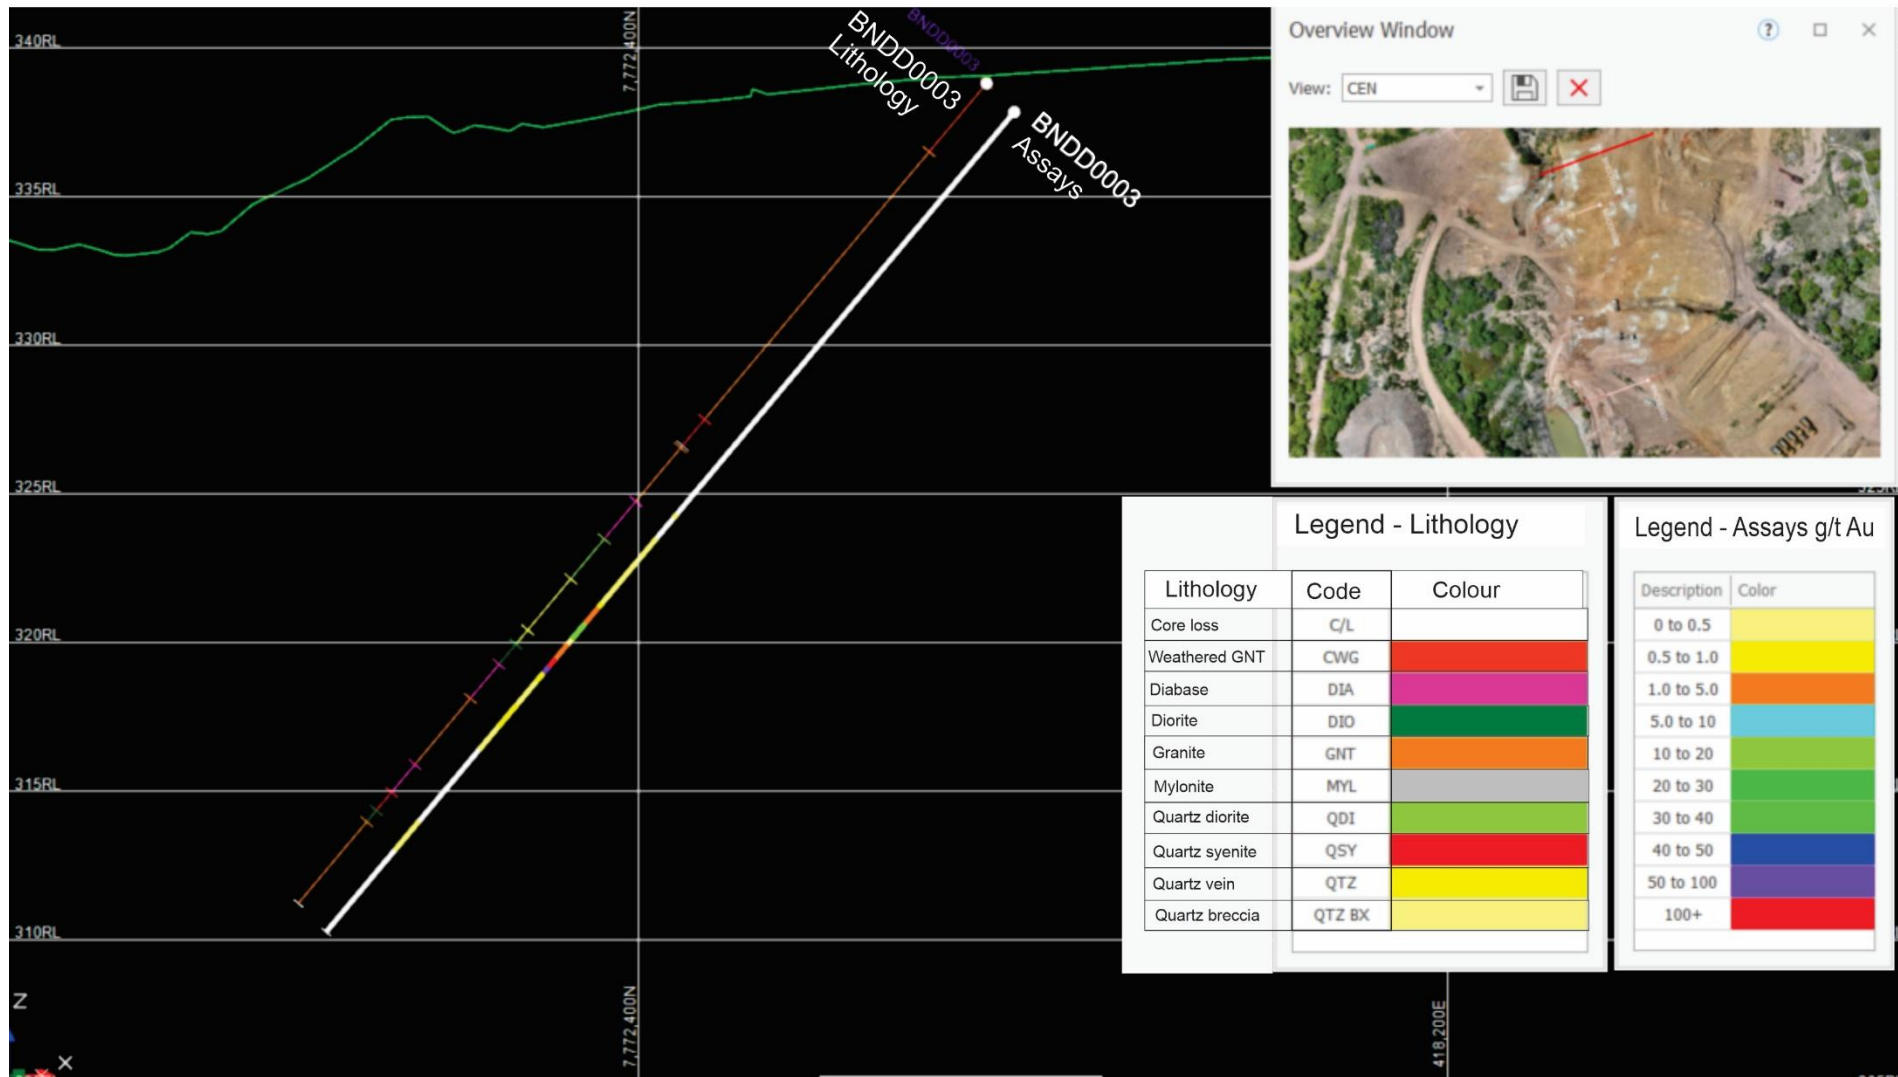 340RL
335RL
330RL
325RL
320RL
315RL
310RL
7,772,400N
BNDD0003
BNDD0003
Lithology
BNDD0003
Assays
Overview Window
?
View: CEN
Legend - Lithology
Lithology Code Colour
Core loss C/L
Weathered GNT CWG
Diabase DIA
Diorite DIO
Granite GNT
Mylonite MYL
Quartz diorite QDI
Quartz syenite QSY
Quartz vein QTZ
Quartz breccia QTZ BX
Legend - Assays g/t Au
Description Color
0 to 0.5
0.5 to 1.0
1.0 to 5.0
5.0 to 10
10 to 20
20 to 30
30 to 40
40 to 50
50 to 100
100+
7,772,400N
418,200E
Z
X